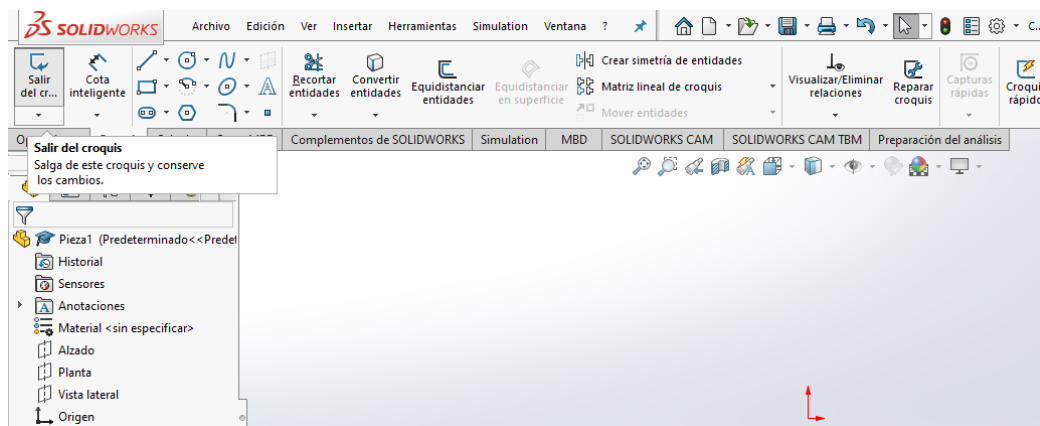 SOLIDWORKS Archivo Edición Ver Insertar Herramientas Simulation Ventana ? C...
Salir del cr...
Cota inteligente
Recortar entidades
Convertir entidades
Equidistanciar entidades
Equidistanciar en superficie
Crear simetría de entidades
Matriz lineal de croquis
Mover entidades
Visualizar/Eliminar relaciones
Reparar croquis
Capturas rápidas
Croqui rápido
Complementos de SOLIDWORKS Simulation MBD SOLIDWORKS CAM SOLIDWORKS CAM TBM Preparación del análisis
Salir del croquis
Salga de este croquis y conserve
los cambios.
Pieza1 (Predeterminado<<Predet
Historial
Sensores
Anotaciones
Material <sin especificar>
Alzado
Planta
Vista lateral
Origen